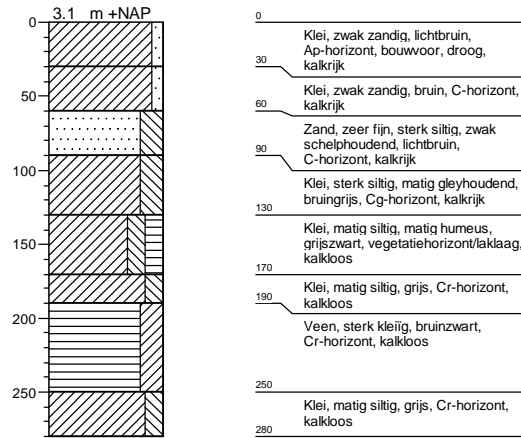 3.1 m +NAP
0
50
100
150
200
250
0
Klei, zwak zandig, lichtbruin,
Ap-horizont, bouwvoor, droog,
kalkrijk
30
Klei, zwak zandig, bruin, C-horizont,
kalkrijk
60
Zand, zeer fijn, sterk siltig, zwak
schelphoudend, lichtbruin,
C-horizont, kalkrijk
90
Klei, sterk siltig, matig gleyhoudend,
bruingrijs, Cg-horizont, kalkrijk
130
Klei, matig siltig, matig humeus,
grijszwart, vegetatiehorizont/laklaag,
kalkloos
170
Klei, matig siltig, grijs, Cr-horizont,
kalkloos
190
Veen, sterk kleiïg, bruinzwart,
Cr-horizont, kalkloos
250
Klei, matig siltig, grijs, Cr-horizont,
kalkloos
280